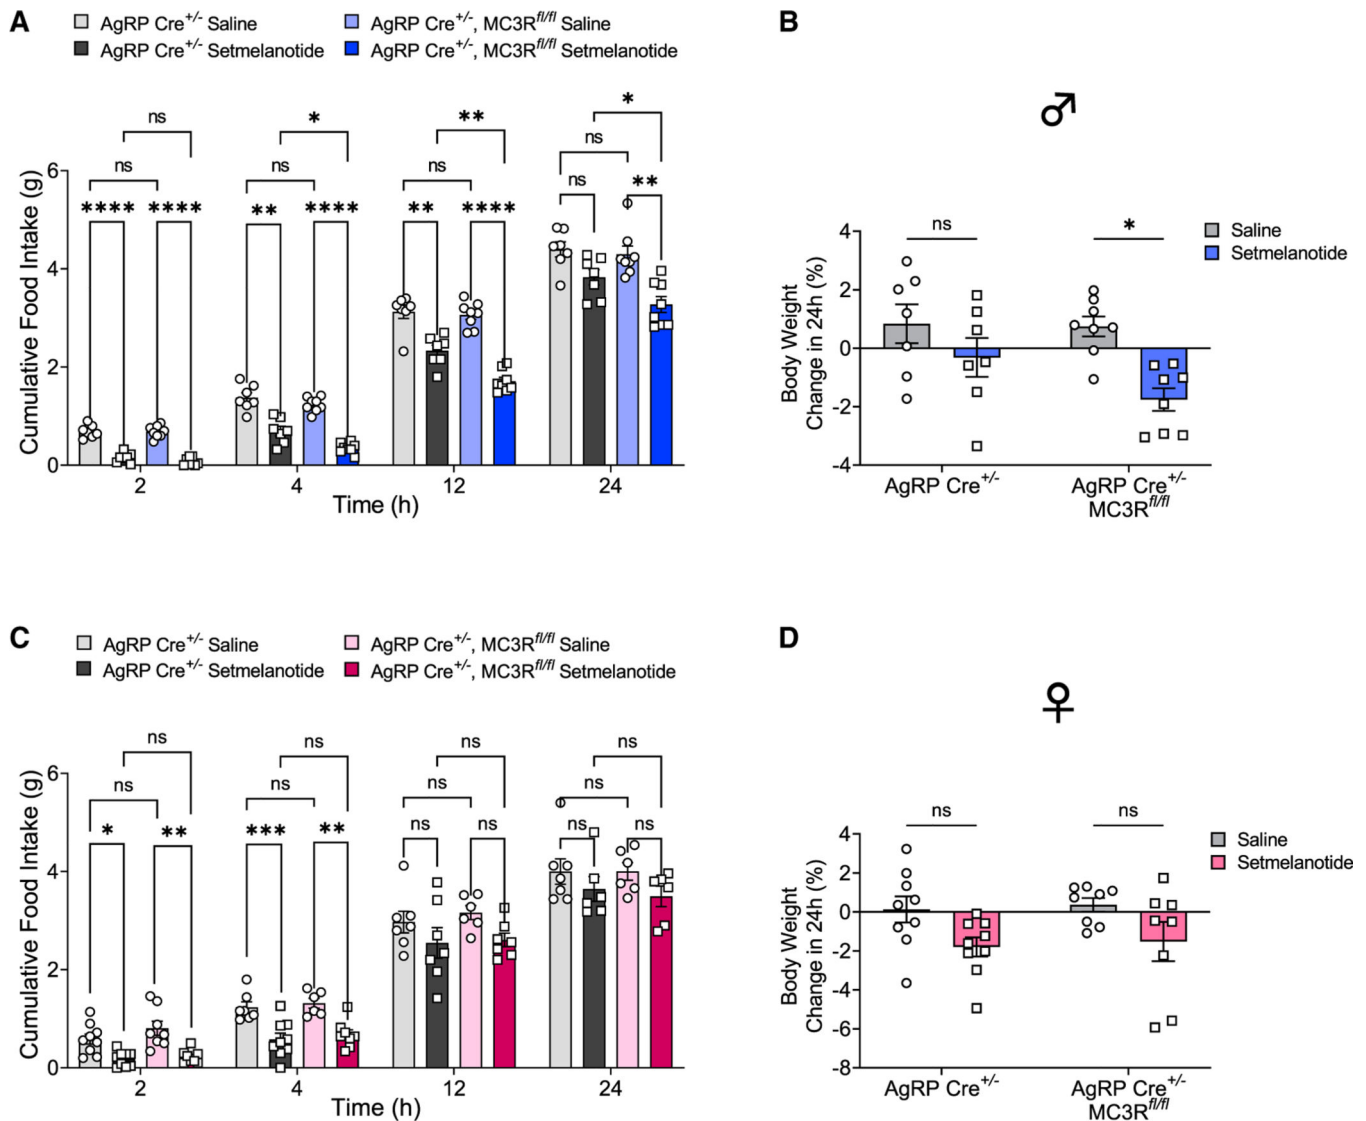 A
AgRP Cre+/- Saline
AgRP Cre+/-, MC3Rfl/fl Saline
AgRP Cre+/- Setmelanotide
AgRP Cre+/-, MC3Rfl/fl Setmelanotide
ns
*
**
*
ns
ns
ns
ns
ns
**
****
****
**
****
**
****
Cumulative Food Intake (g)
6
4
2
0
2
4
12
24
Time (h)
B
♂
Saline
Setmelanotide
ns
*
Body Weight
Change in 24h (%)
4
2
0
-2
-4
AgRP Cre+/-
AgRP Cre+/-
MC3Rfl/fl
C
AgRP Cre+/- Saline
AgRP Cre+/-, MC3Rfl/fl Saline
AgRP Cre+/- Setmelanotide
AgRP Cre+/-, MC3Rfl/fl Setmelanotide
ns
ns
ns
ns
ns
ns
ns
ns
*
**
***
**
ns
ns
ns
ns
Cumulative Food Intake (g)
6
4
2
0
2
4
12
24
Time (h)
D
♀
Saline
Setmelanotide
ns
ns
Body Weight
Change in 24h (%)
4
2
0
-2
-4
-6
-8
AgRP Cre+/-
AgRP Cre+/-
MC3Rfl/fl